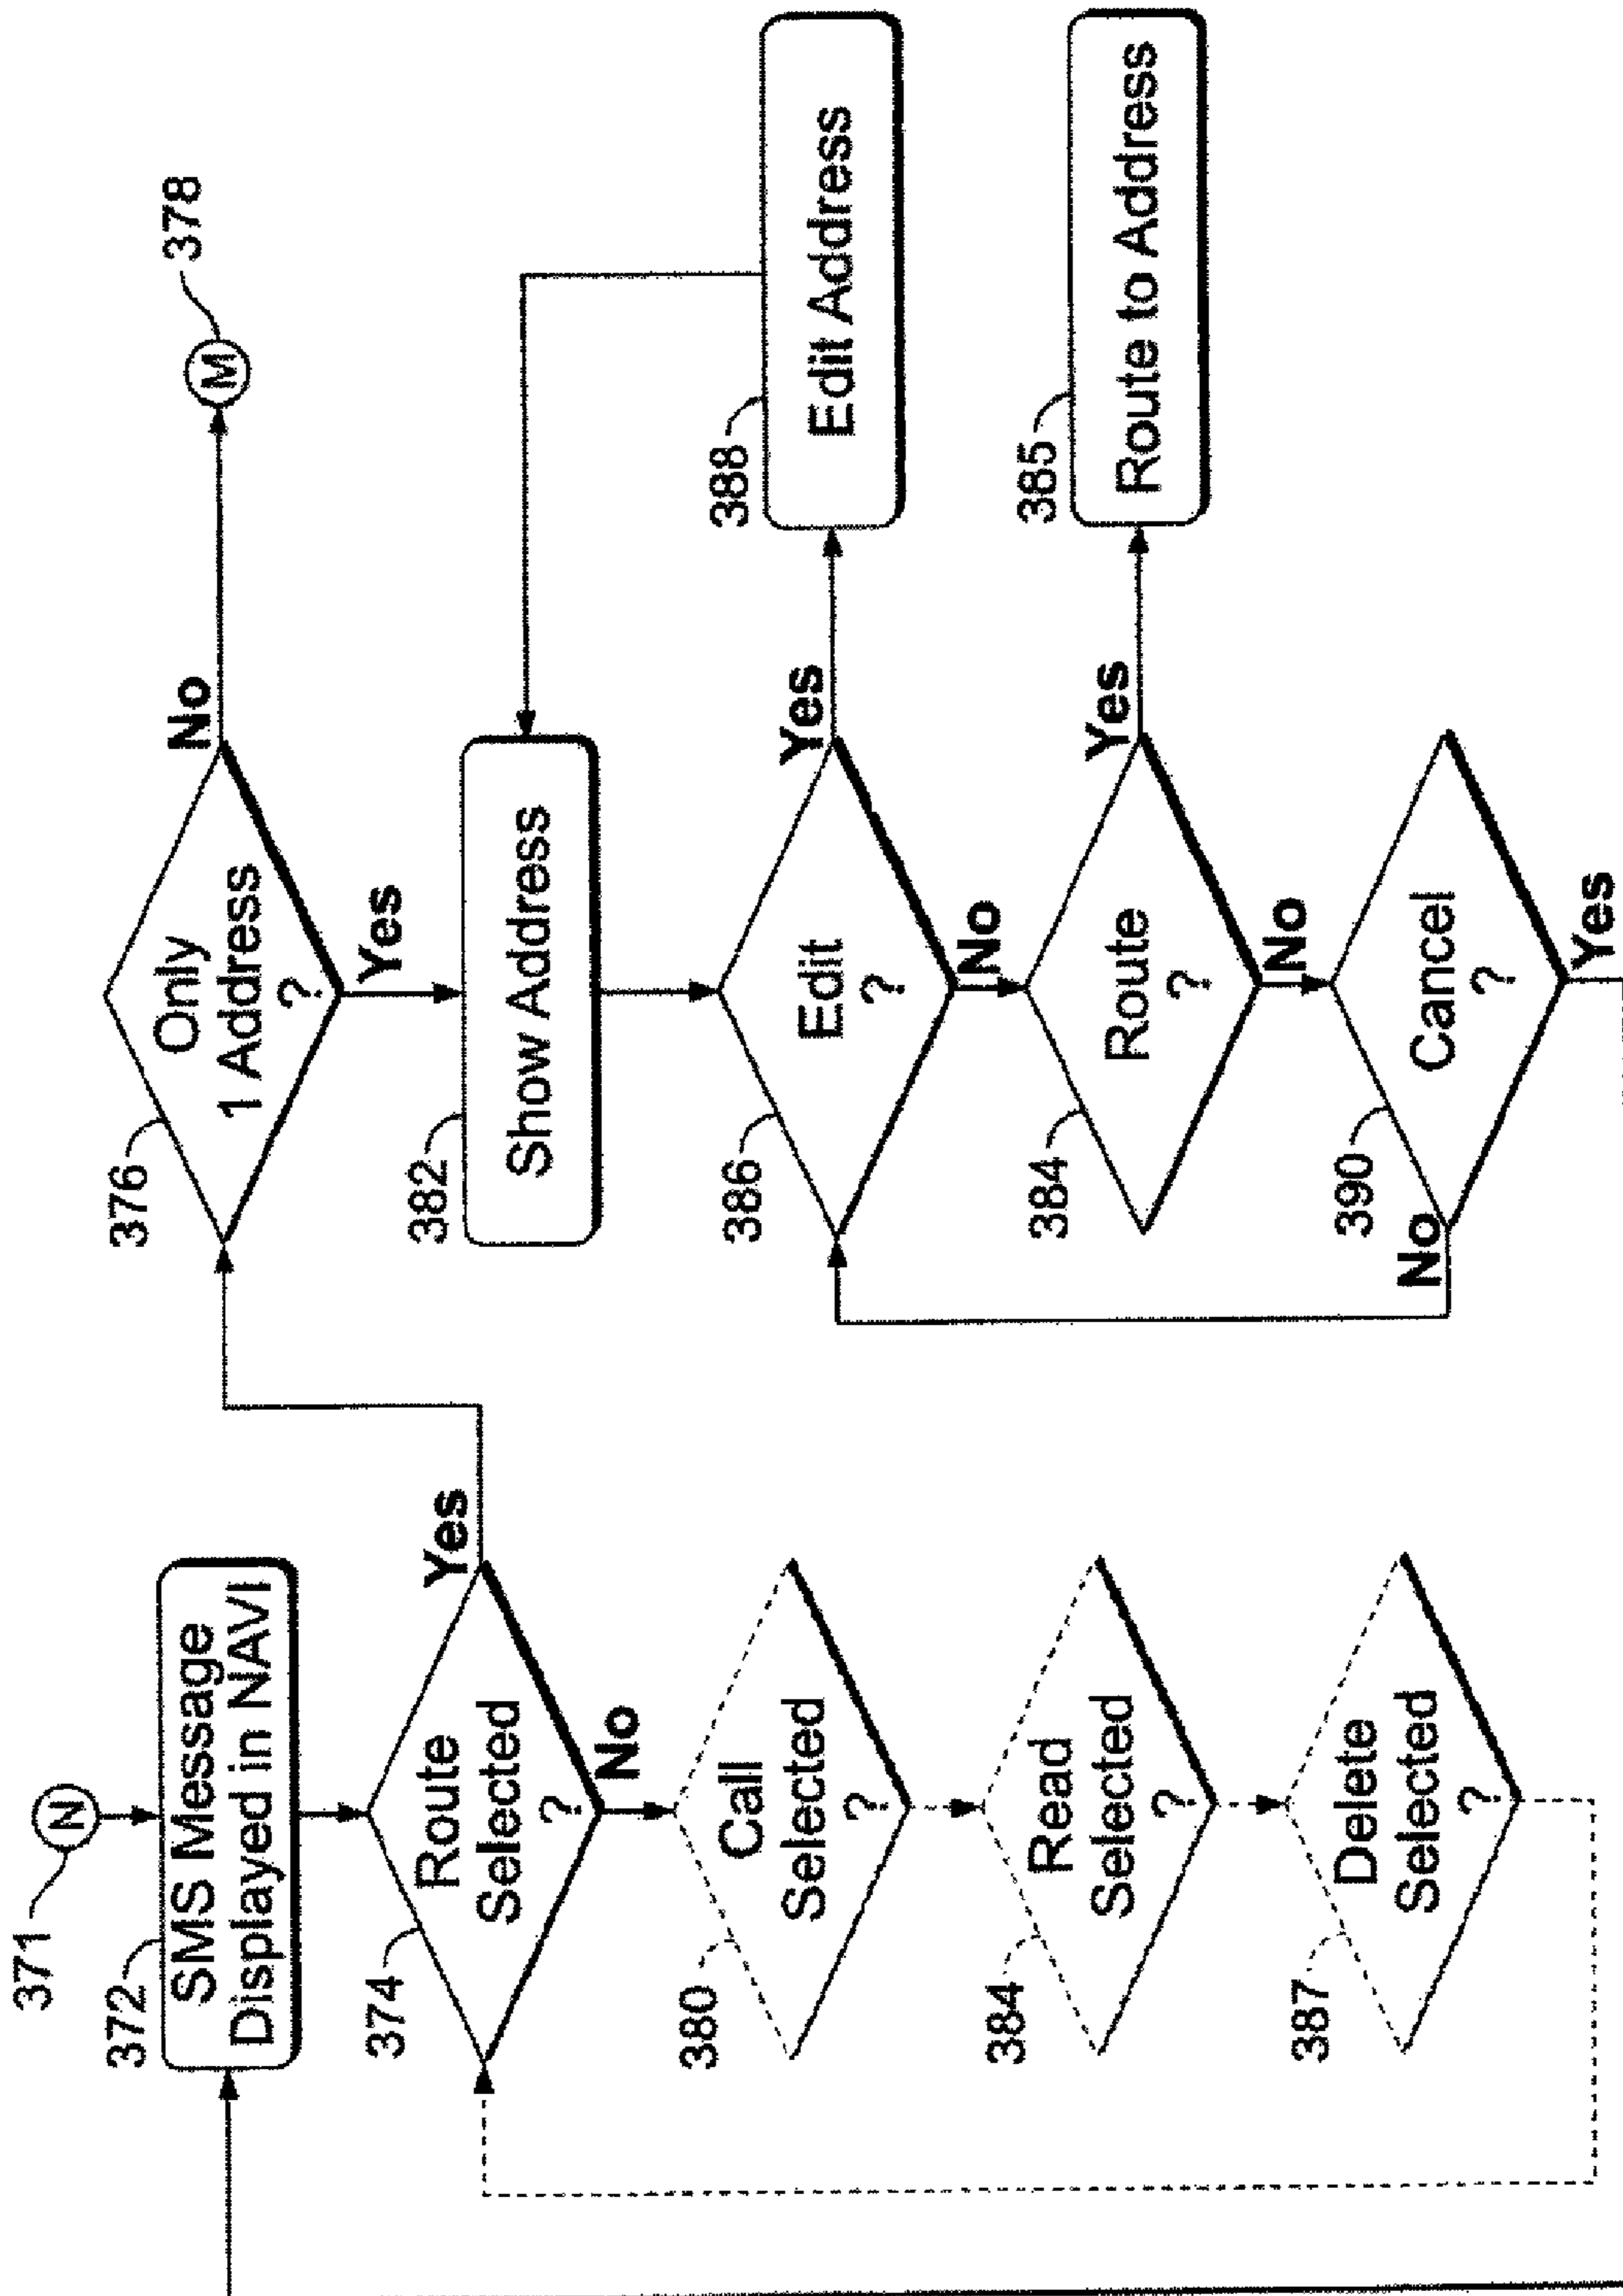 371
N
372
SMS Message
Displayed in NAVI
374
Route
Selected
?
Yes
No
380
Call
Selected
?
384
Read
Selected
?
387
Delete
Selected
?
376
Only
1 Address
?
No
M
378
Yes
382
Show Address
386
Edit
?
Yes
388
Edit Address
No
384
Route
?
Yes
385
Route to Address
No
390
Cancel
?
No
Yes